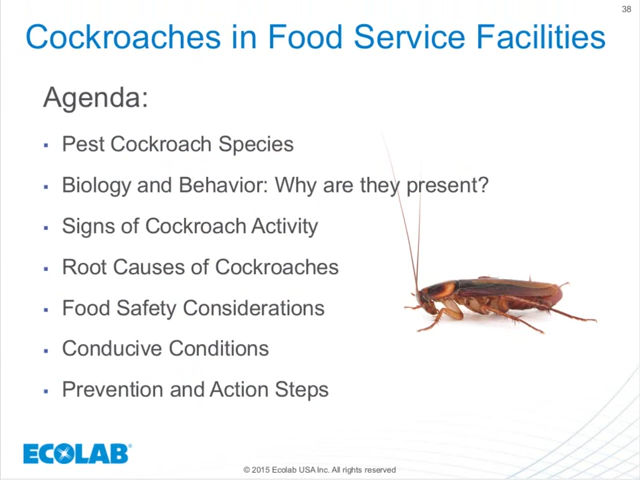 38
Cockroaches in Food Service Facilities
Agenda:
▪ Pest Cockroach Species
▪ Biology and Behavior: Why are they present?
▪ Signs of Cockroach Activity
▪ Root Causes of Cockroaches
▪ Food Safety Considerations
▪ Conducive Conditions
▪ Prevention and Action Steps
ECOLAB®
© 2015 Ecolab USA Inc. All rights reserved